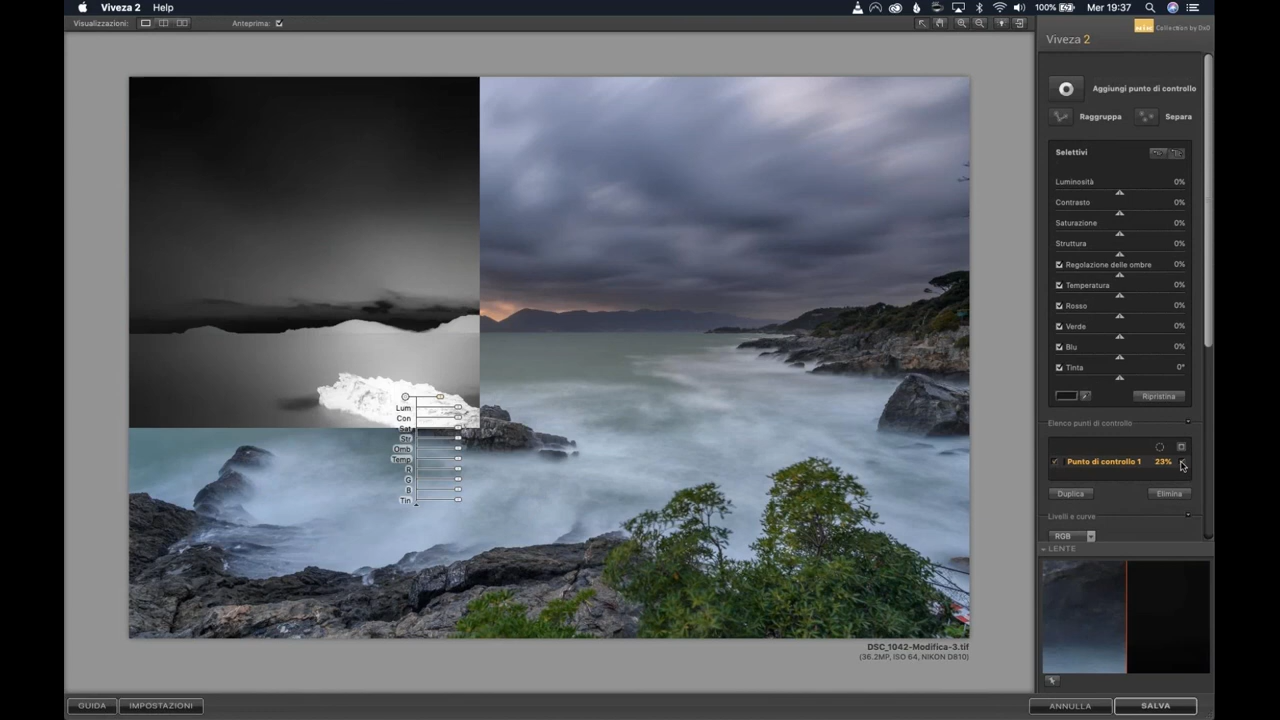 Viveza 2 Help 100% Mer 19:37
Visualizzazioni: Anteprima:
Collection by DxO
Viveza 2
Aggiungi punto di controllo
Raggruppa Separa
Selettivi
Luminosità 0%
Contrasto 0%
Saturazione 0%
Struttura 0%
Regolazione delle ombre 0%
Temperatura 0%
Rosso 0%
Verde 0%
Blu 0%
Tinta 0°
Ripristina
Elenco punti di controllo
Punto di controllo 1 23%
Duplica Elimina
Livelli e curve
RGB
LENTE
Lum
Con
Sat
Str
Omb
Temp
R
G
B
Tin
DSC_1042-Modifica-3.tif
(36.2MP, ISO 64, NIKON D810)
GUIDA IMPOSTAZIONI ANNULLA SALVA